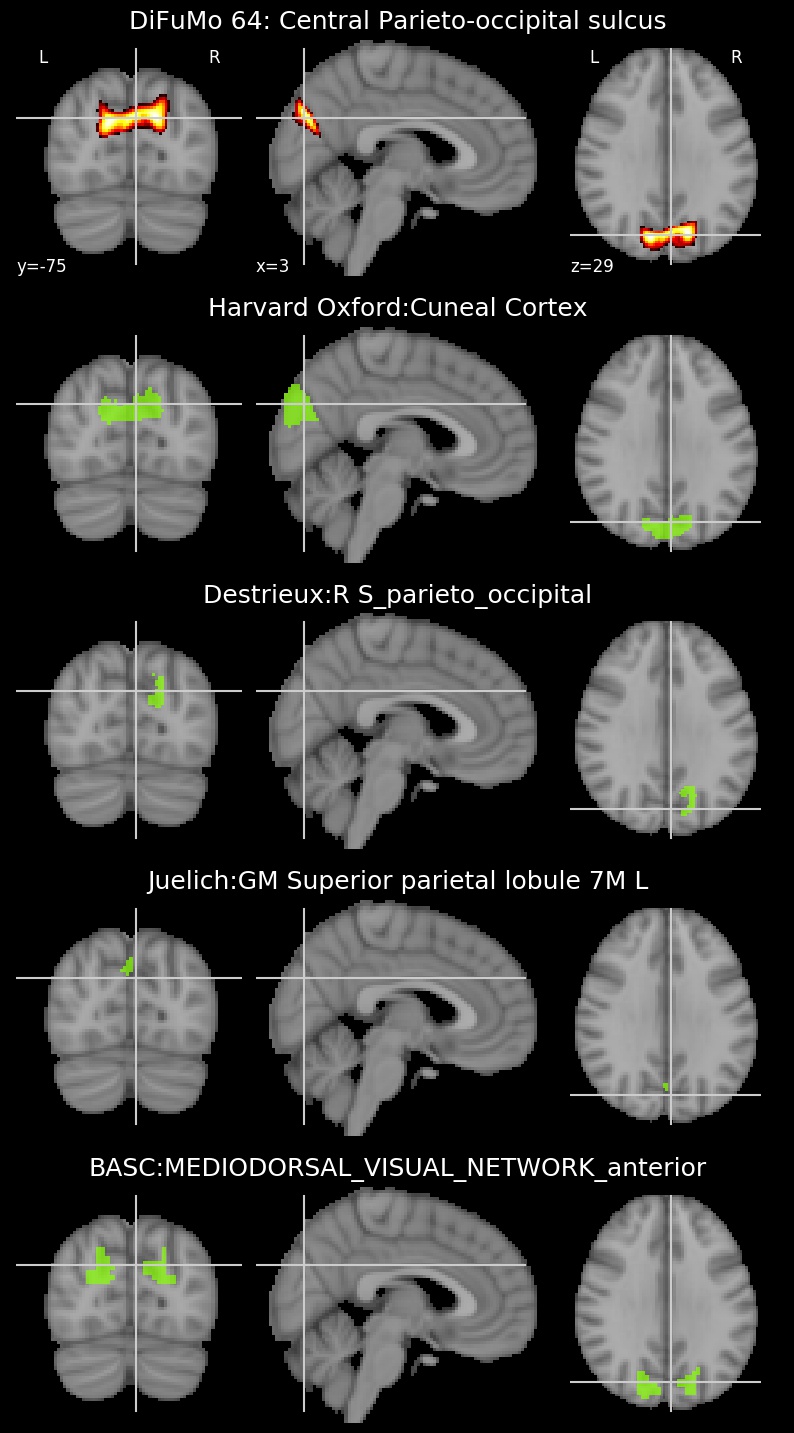 DiFuMo 64: Central Parieto-occipital sulcus
L R L R
y=-75 x=3 z=29
Harvard Oxford:Cuneal Cortex
Destrieux:R S_parieto_occipital
Juelich:GM Superior parietal lobule 7M L
BASC:MEDIODORSAL_VISUAL_NETWORK_anterior